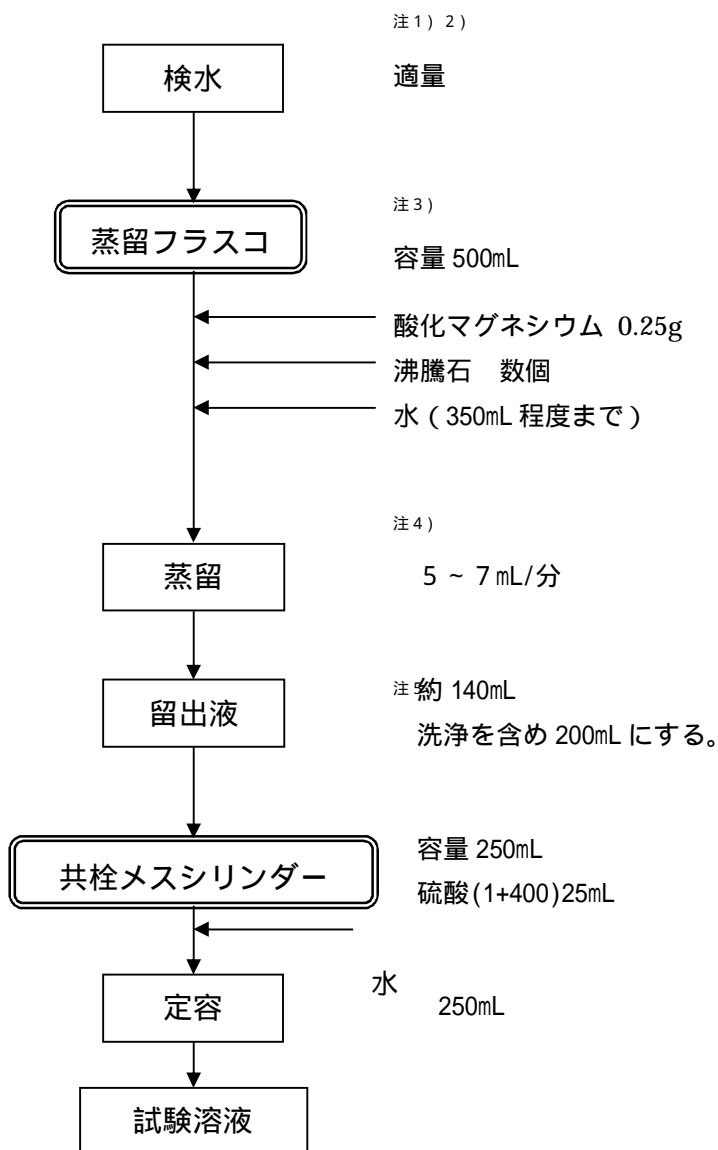 注1) 2)
検水
適量
注3)
蒸留フラスコ
容量 500mL
酸化マグネシウム 0.25g
沸騰石 数個
水(350mL 程度まで)
注4)
蒸留
5 ~ 7 mL/分
留出液
注 約 140mL
洗浄を含め 200mL にする。
共栓メスシリンダー
容量 250mL
硫酸(1+400)25mL
水
定容
250mL
試験溶液